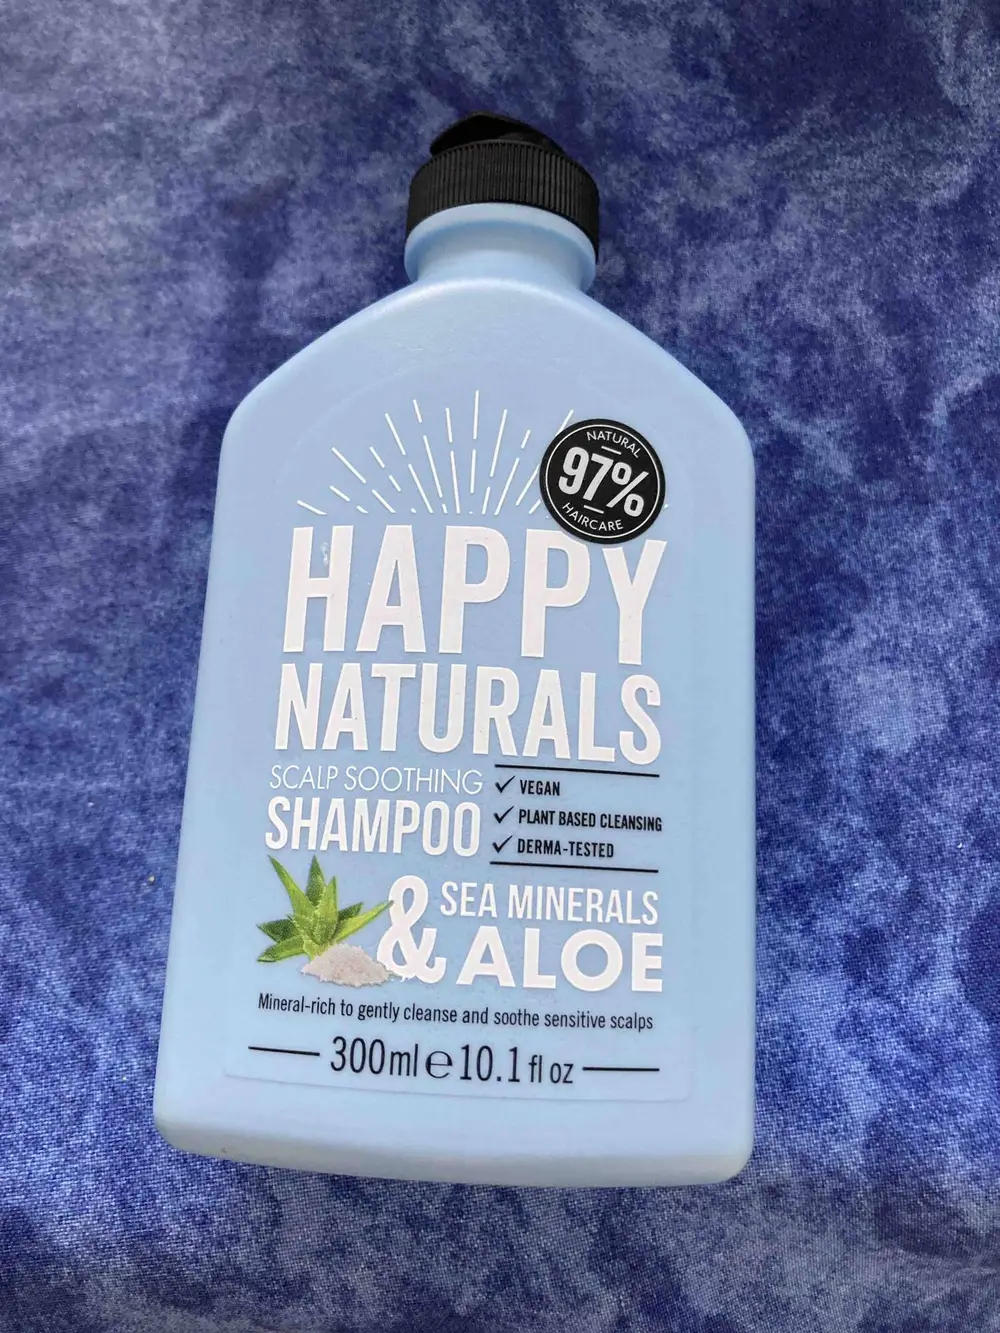 NATURAL
97%
HAIRCARE
HAPPY
NATURALS
SCALP SOOTHING
SHAMPOO
✓ VEGAN
✓ PLANT BASED CLEANSING
✓ DERMA-TESTED
& SEA MINERALS
ALOE
Mineral-rich to gently cleanse and soothe sensitive scalps
300ml e 10.1 fl oz